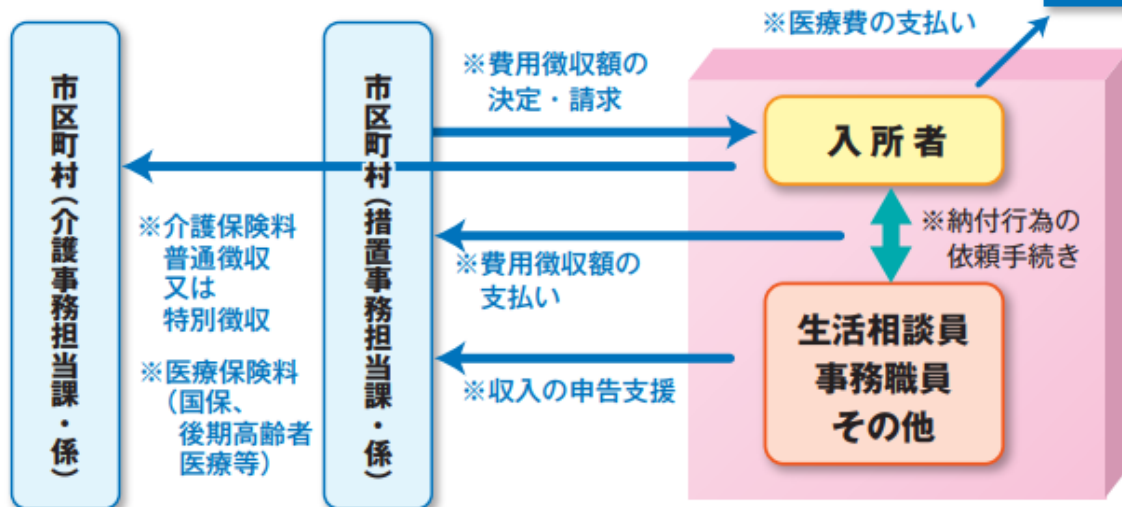 市区町村(介護事務担当課・係)
市区町村(措置事務担当課・係)
※介護保険料
普通徴収
又は
特別徴収
※医療保険料
(国保、
後期高齢者
医療等)
※費用徴収額の
決定・請求
※費用徴収額の
支払い
※収入の申告支援
※医療費の支払い
入所者
※納付行為の
依頼手続き
生活相談員
事務職員
その他